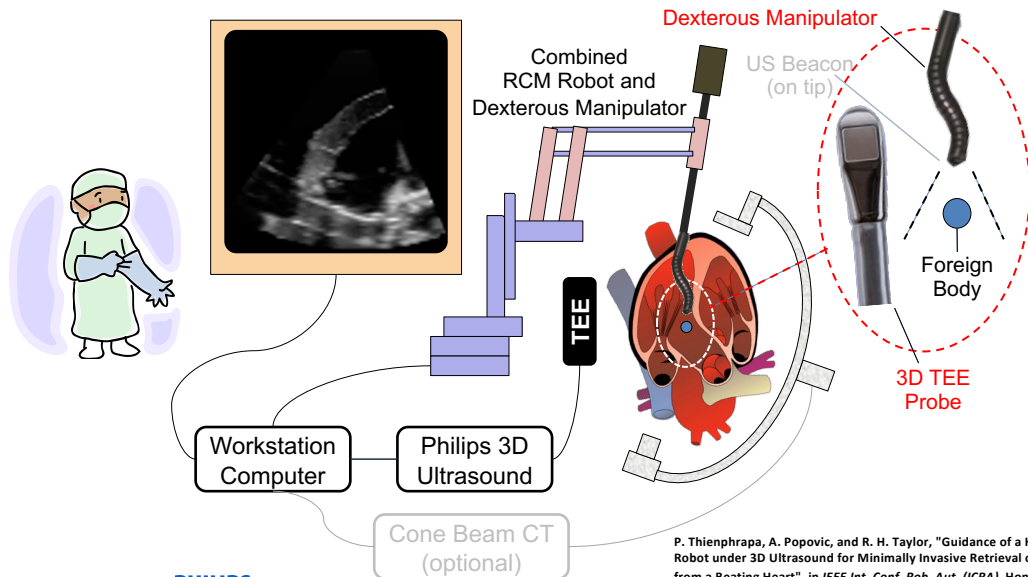 Dexterous Manipulator
US Beacon
(on tip)
Combined
RCM Robot and
Dexterous Manipulator
Foreign
Body
TEE
3D TEE
Probe
Workstation
Computer
Philips 3D
Ultrasound
Cone Beam CT
(optional)
P. Thienphrapa, A. Popovic, and R. H. Taylor, "Guidance of a H
Robot under 3D Ultrasound for Minimally Invasive Retrieval o
from a Beating Heart", in IEEE Int. Conf. Rob. Aut. (ICRA), Hon
PHILIPS